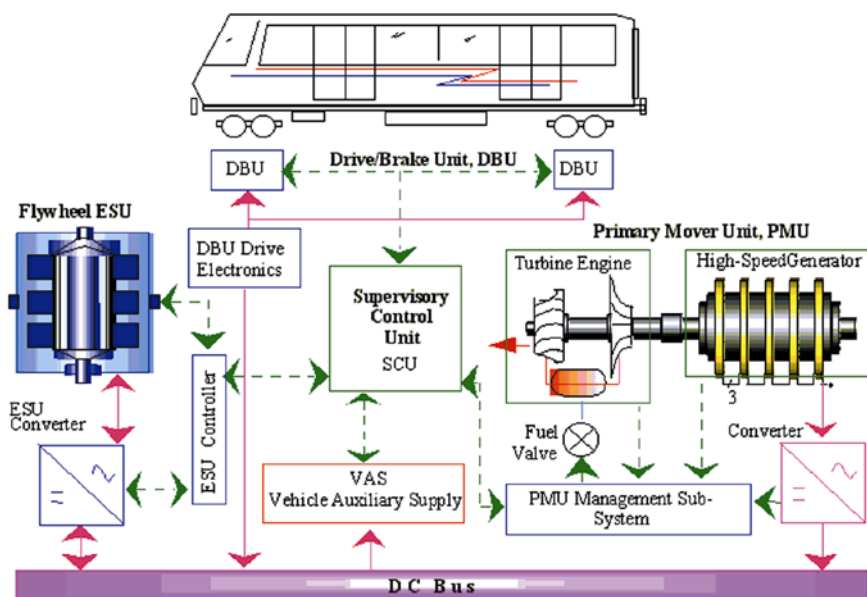 DBU
Drive/Brake Unit, DBU
DBU
Flywheel ESU
DBU Drive
Electronics
Primary Mover Unit, PMU
Turbine Engine
High-SpeedGenerator
Supervisory
Control
Unit
SCU
3
ESU
Converter
ESU Controller
Fuel
Valve
Converter
VAS
Vehicle Auxiliary Supply
PMU Management Sub-
System
DC Bus